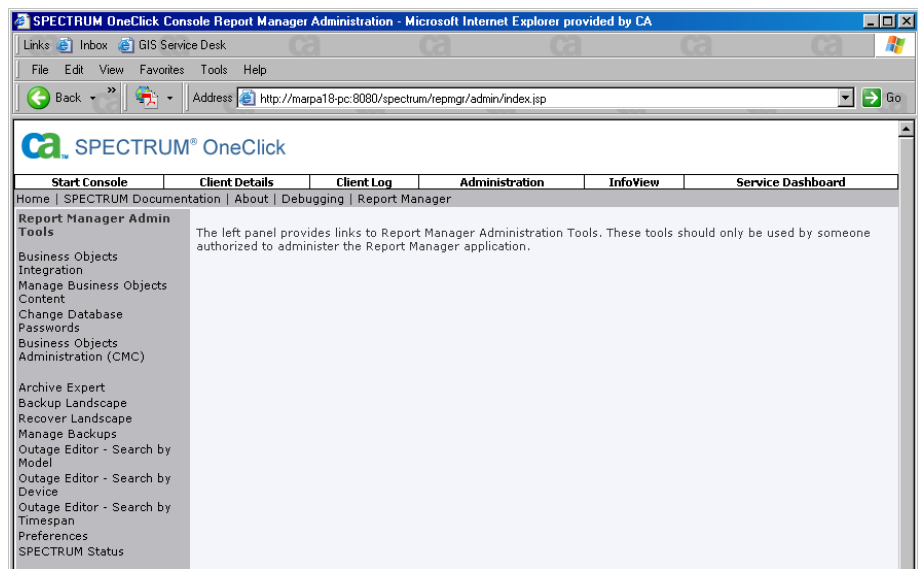 SPECTRUM OneClick Console Report Manager Administration - Microsoft Internet Explorer provided by CA
Links Inbox GIS Service Desk
File Edit View Favorites Tools Help
Back » Address http://marpa18-pc:8080/spectrum/repmgr/admin/index.jsp Go
ca™ SPECTRUM® OneClick
Start Console Client Details Client Log Administration InfoView Service Dashboard
Home | SPECTRUM Documentation | About | Debugging | Report Manager
Report Manager Admin
Tools
The left panel provides links to Report Manager Administration Tools. These tools should only be used by someone
authorized to administer the Report Manager application.
Business Objects
Integration
Manage Business Objects
Content
Change Database
Passwords
Business Objects
Administration (CMC)
Archive Expert
Backup Landscape
Recover Landscape
Manage Backups
Outage Editor - Search by
Model
Outage Editor - Search by
Device
Outage Editor - Search by
Timespan
Preferences
SPECTRUM Status